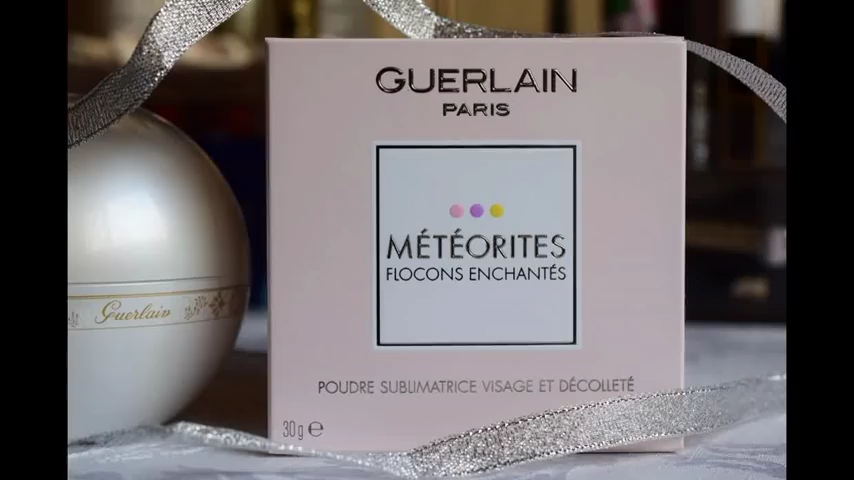 GUERLAIN
PARIS
MÉTÉORITES
FLOCONS ENCHANTÉS
Guerlain
POUDRE SUBLIMATRICE VISAGE ET DÉCOLLETÉ
30g ℮